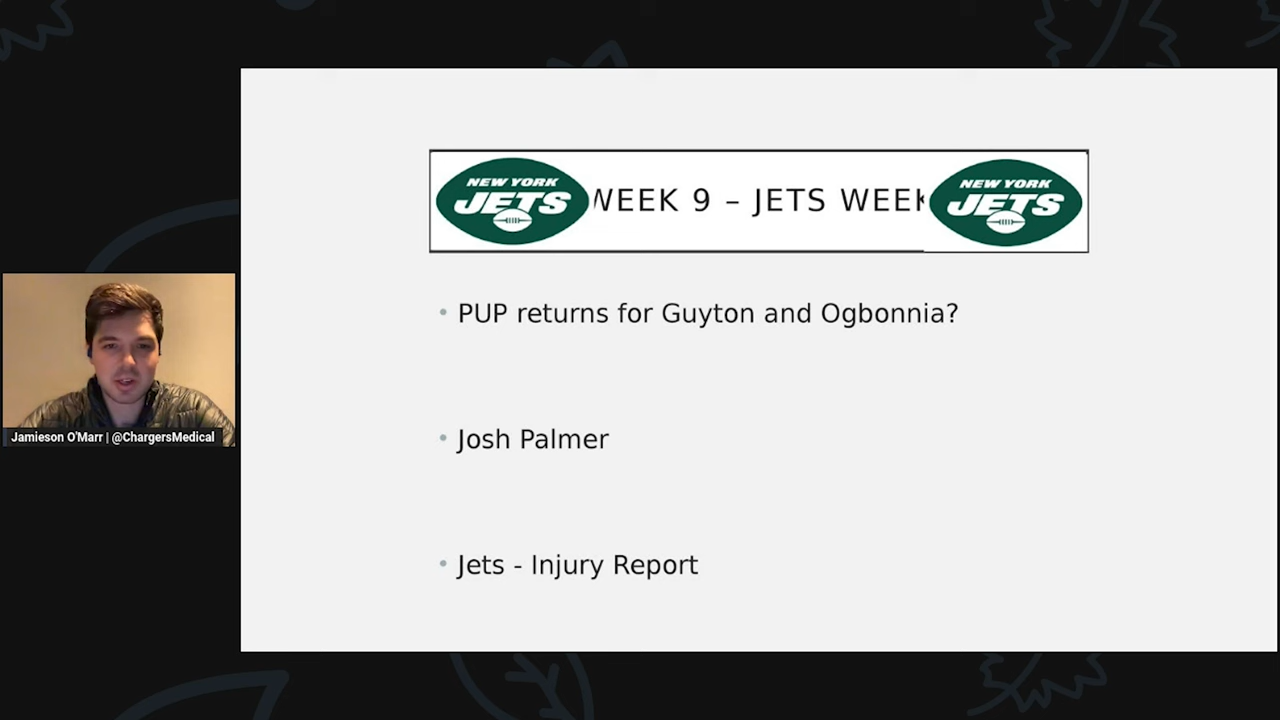 NEW YORK
JETS
WEEK 9 – JETS WEEK
NEW YORK
JETS
• PUP returns for Guyton and Ogbonnia?
• Josh Palmer
• Jets - Injury Report
Jamieson O'Marr | @ChargersMedical